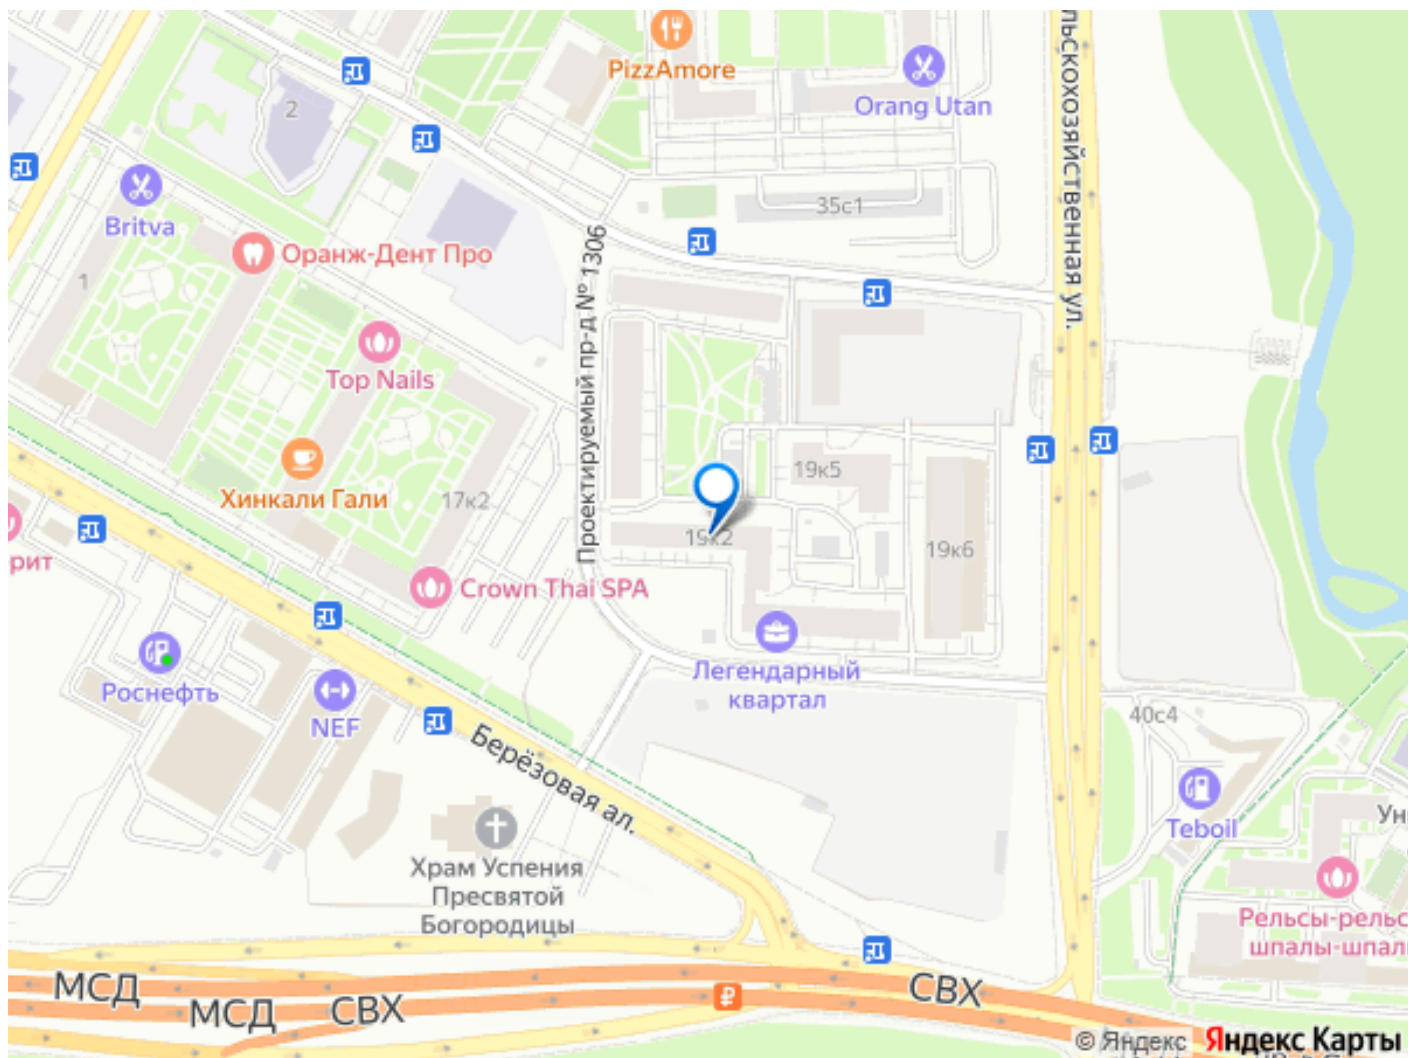 PizzAmore
Orang Utan
льскохозяйственная ул.
2
Britva
35с1
Оранж-Дент Про
1
Проектируемый пр-д № 1306
Top Nails
Хинкали Гали
17к2
19к5
19к2
19к6
рит
Crown Thai SPA
Легендарный
квартал
Роснефть
NEF
Берёзовая ал.
40с4
Teboil
Ун
Храм Успения
Пресвятой
Богородицы
Рельсы-рельс
шпалы-шпал
МСД
МСД
СВХ
СВХ
© Яндекс Яндекс Карты